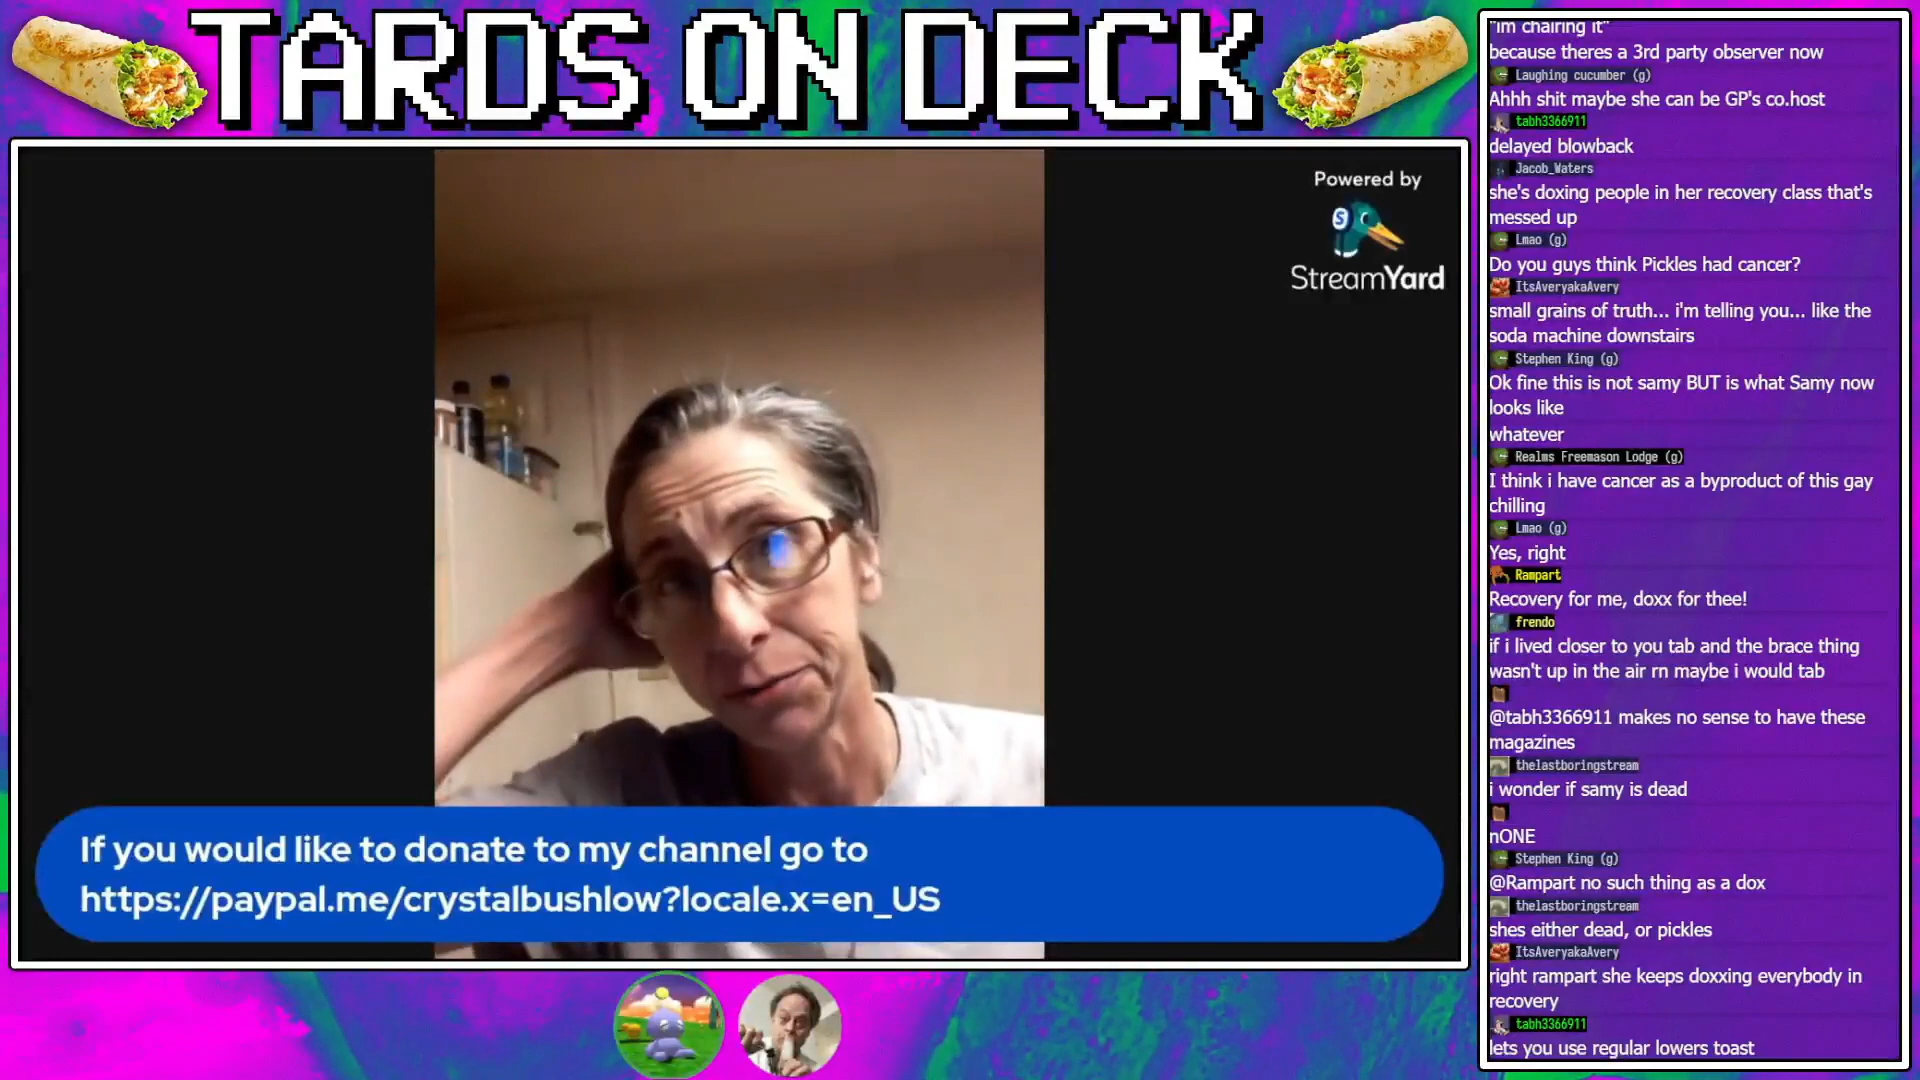 TARDS ON DECK
Powered by
StreamYard
If you would like to donate to my channel go to
https://paypal.me/crystalbushlow?locale.x=en_US
"im chairing it"
because theres a 3rd party observer now
Laughing cucumber (g)
Ahhh shit maybe she can be GP's co.host
tabh3366911
delayed blowback
Jacob_Waters
she's doxing people in her recovery class that's
messed up
Lmao (g)
Do you guys think Pickles had cancer?
ItsAveryakaAvery
small grains of truth... i'm telling you... like the
soda machine downstairs
Stephen King (g)
Ok fine this is not samy BUT is what Samy now
looks like
whatever
Realms Freemason Lodge (g)
I think i have cancer as a byproduct of this gay
chilling
Lmao (g)
Yes, right
Rampart
Recovery for me, doxx for thee!
frendo
if i lived closer to you tab and the brace thing
wasn't up in the air rn maybe i would tab
@tabh3366911 makes no sense to have these
magazines
thelastboringstream
i wonder if samy is dead
nONE
Stephen King (g)
@Rampart no such thing as a dox
thelastboringstream
shes either dead, or pickles
ItsAveryakaAvery
right rampart she keeps doxxing everybody in
recovery
tabh3366911
lets you use regular lowers toast